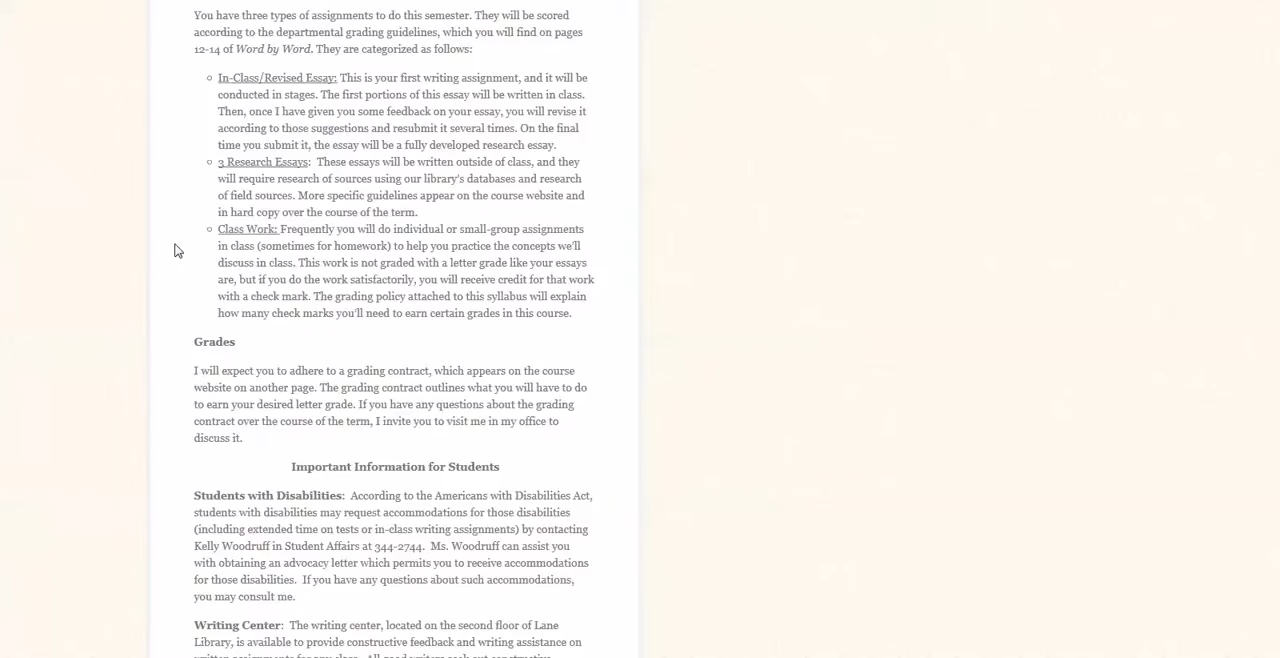 You have three types of assignments to do this semester. They will be scored
according to the departmental grading guidelines, which you will find on pages
12-14 of Word by Word. They are categorized as follows:
In-Class/Revised Essay: This is your first writing assignment, and it will be
conducted in stages. The first portions of this essay will be written in class.
Then, once I have given you some feedback on your essay, you will revise it
according to those suggestions and resubmit it several times. On the final
time you submit it, the essay will be a fully developed research essay.
3 Research Essays: These essays will be written outside of class, and they
will require research of sources using our library's databases and research
of field sources. More specific guidelines appear on the course website and
in hard copy over the course of the term.
Class Work: Frequently you will do individual or small-group assignments
in class (sometimes for homework) to help you practice the concepts we'll
discuss in class. This work is not graded with a letter grade like your essays
are, but if you do the work satisfactorily, you will receive credit for that work
with a check mark. The grading policy attached to this syllabus will explain
how many check marks you'll need to earn certain grades in this course.
Grades
I will expect you to adhere to a grading contract, which appears on the course
website on another page. The grading contract outlines what you will have to do
to earn your desired letter grade. If you have any questions about the grading
contract over the course of the term, I invite you to visit me in my office to
discuss it.
Important Information for Students
Students with Disabilities: According to the Americans with Disabilities Act,
students with disabilities may request accommodations for those disabilities
(including extended time on tests or in-class writing assignments) by contacting
Kelly Woodruff in Student Affairs at 344-2744. Ms. Woodruff can assist you
with obtaining an advocacy letter which permits you to receive accommodations
for those disabilities. If you have any questions about such accommodations,
you may consult me.
Writing Center: The writing center, located on the second floor of Lane
Library, is available to provide constructive feedback and writing assistance on
written assignments for any class. All good writers seek out constructive